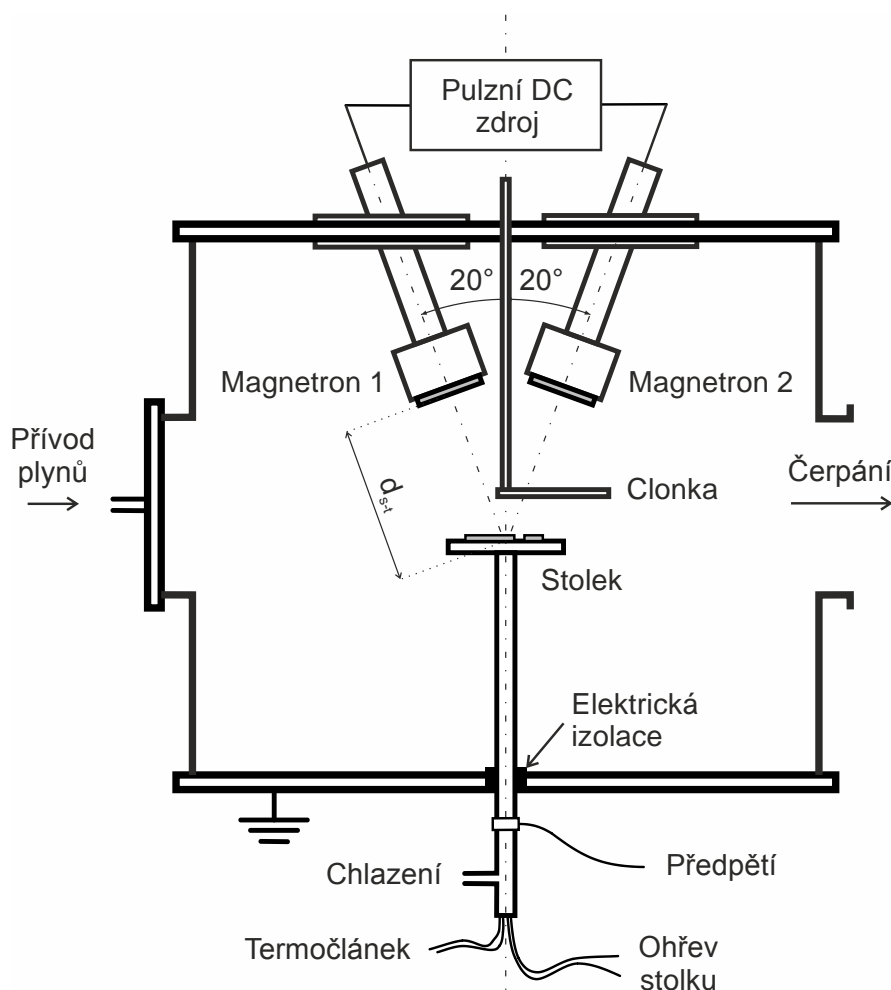 Pulzní DC
zdroj
20°
20°
Magnetron 1
Magnetron 2
Přívod
plynů
d_s-t
Clonka
Čerpání
Stolek
Elektrická
izolace
Předpětí
Chlazení
Termočlánek
Ohřev
stolku